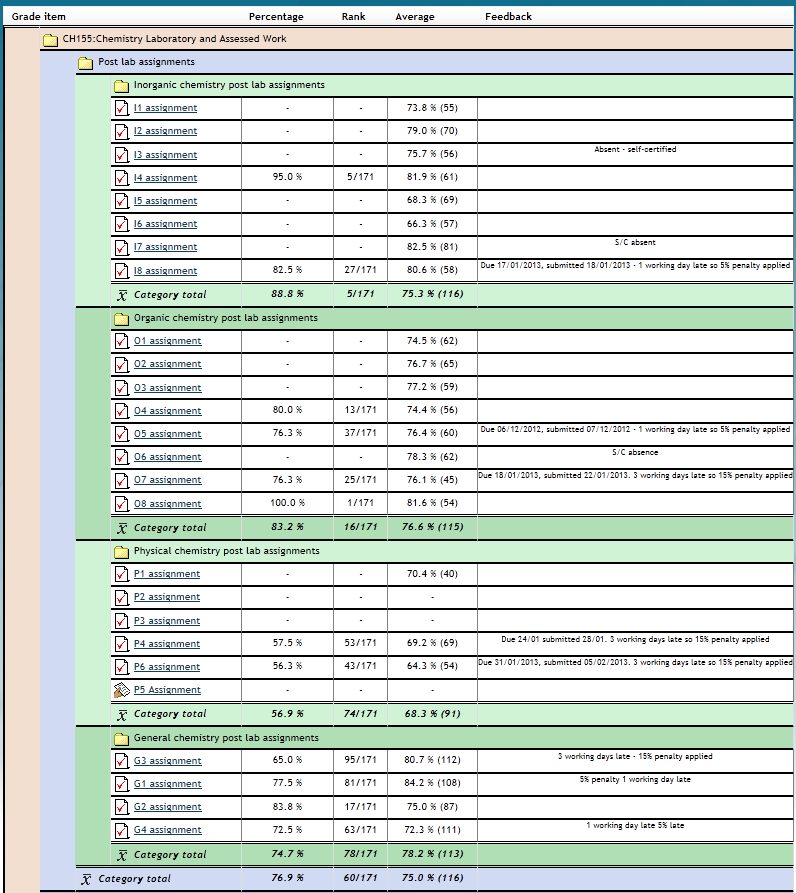 Grade item Percentage Rank Average Feedback
CH155:Chemistry Laboratory and Assessed Work
Post lab assignments
Inorganic chemistry post lab assignments
I1 assignment - - 73.8 % (55)
I2 assignment - - 79.0 % (70)
I3 assignment - - 75.7 % (56) Absent - self-certified
I4 assignment 95.0 % 5/171 81.9 % (61)
I5 assignment - - 68.3 % (69)
I6 assignment - - 66.3 % (57)
I7 assignment - - 82.5 % (81) S/C absent
I8 assignment 82.5 % 27/171 80.6 % (58) Due 17/01/2013, submitted 18/01/2013 - 1 working day late so 5% penalty applied
x̅ Category total 88.8 % 5/171 75.3 % (116)
Organic chemistry post lab assignments
O1 assignment - - 74.5 % (62)
O2 assignment - - 76.7 % (65)
O3 assignment - - 77.2 % (59)
O4 assignment 80.0 % 13/171 74.4 % (56)
O5 assignment 76.3 % 37/171 76.4 % (60) Due 06/12/2012, submitted 07/12/2012 - 1 working day late so 5% penalty applied
O6 assignment - - 78.3 % (62) S/C absence
O7 assignment 76.3 % 25/171 76.1 % (45) Due 18/01/2013, submitted 22/01/2013. 3 working days late so 15% penalty applied
O8 assignment 100.0 % 1/171 81.6 % (54)
x̅ Category total 83.2 % 16/171 76.6 % (115)
Physical chemistry post lab assignments
P1 assignment - - 70.4 % (40)
P2 assignment - - -
P3 assignment - - -
P4 assignment 57.5 % 53/171 69.2 % (69) Due 24/01 submitted 28/01. 3 working days late so 15% penalty applied
P6 assignment 56.3 % 43/171 64.3 % (54) Due 31/01/2013, submitted 05/02/2013. 3 working days late so 15% penalty applied
P5 Assignment - - -
x̅ Category total 56.9 % 74/171 68.3 % (91)
General chemistry post lab assignments
G3 assignment 65.0 % 95/171 80.7 % (112) 3 working days late - 15% penalty applied
G1 assignment 77.5 % 81/171 84.2 % (108) 5% penalty 1 working day late
G2 assignment 83.8 % 17/171 75.0 % (87)
G4 assignment 72.5 % 63/171 72.3 % (111) 1 working day late 5% late
x̅ Category total 74.7 % 78/171 78.2 % (113)
x̅ Category total 76.9 % 60/171 75.0 % (116)